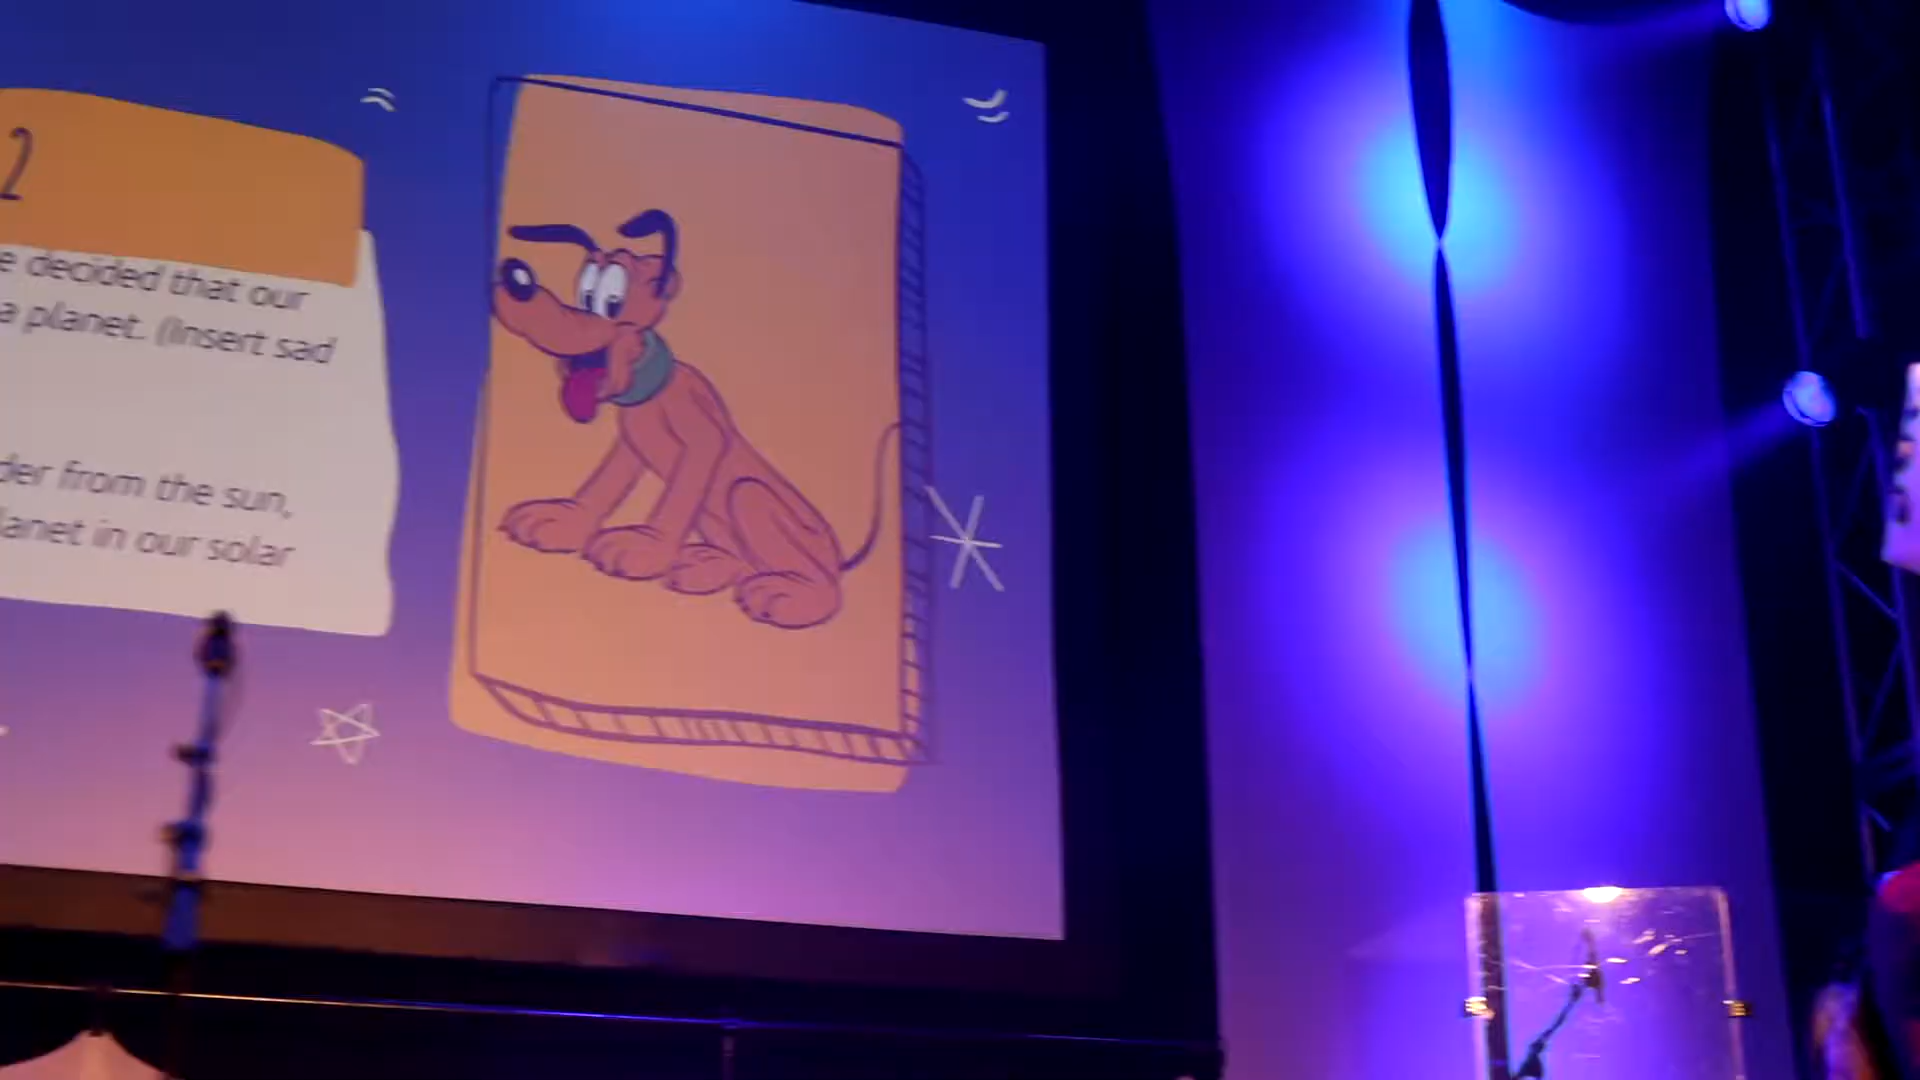 2
e decided that our
a planet. (Insert sad
der from the sun,
lanet in our solar